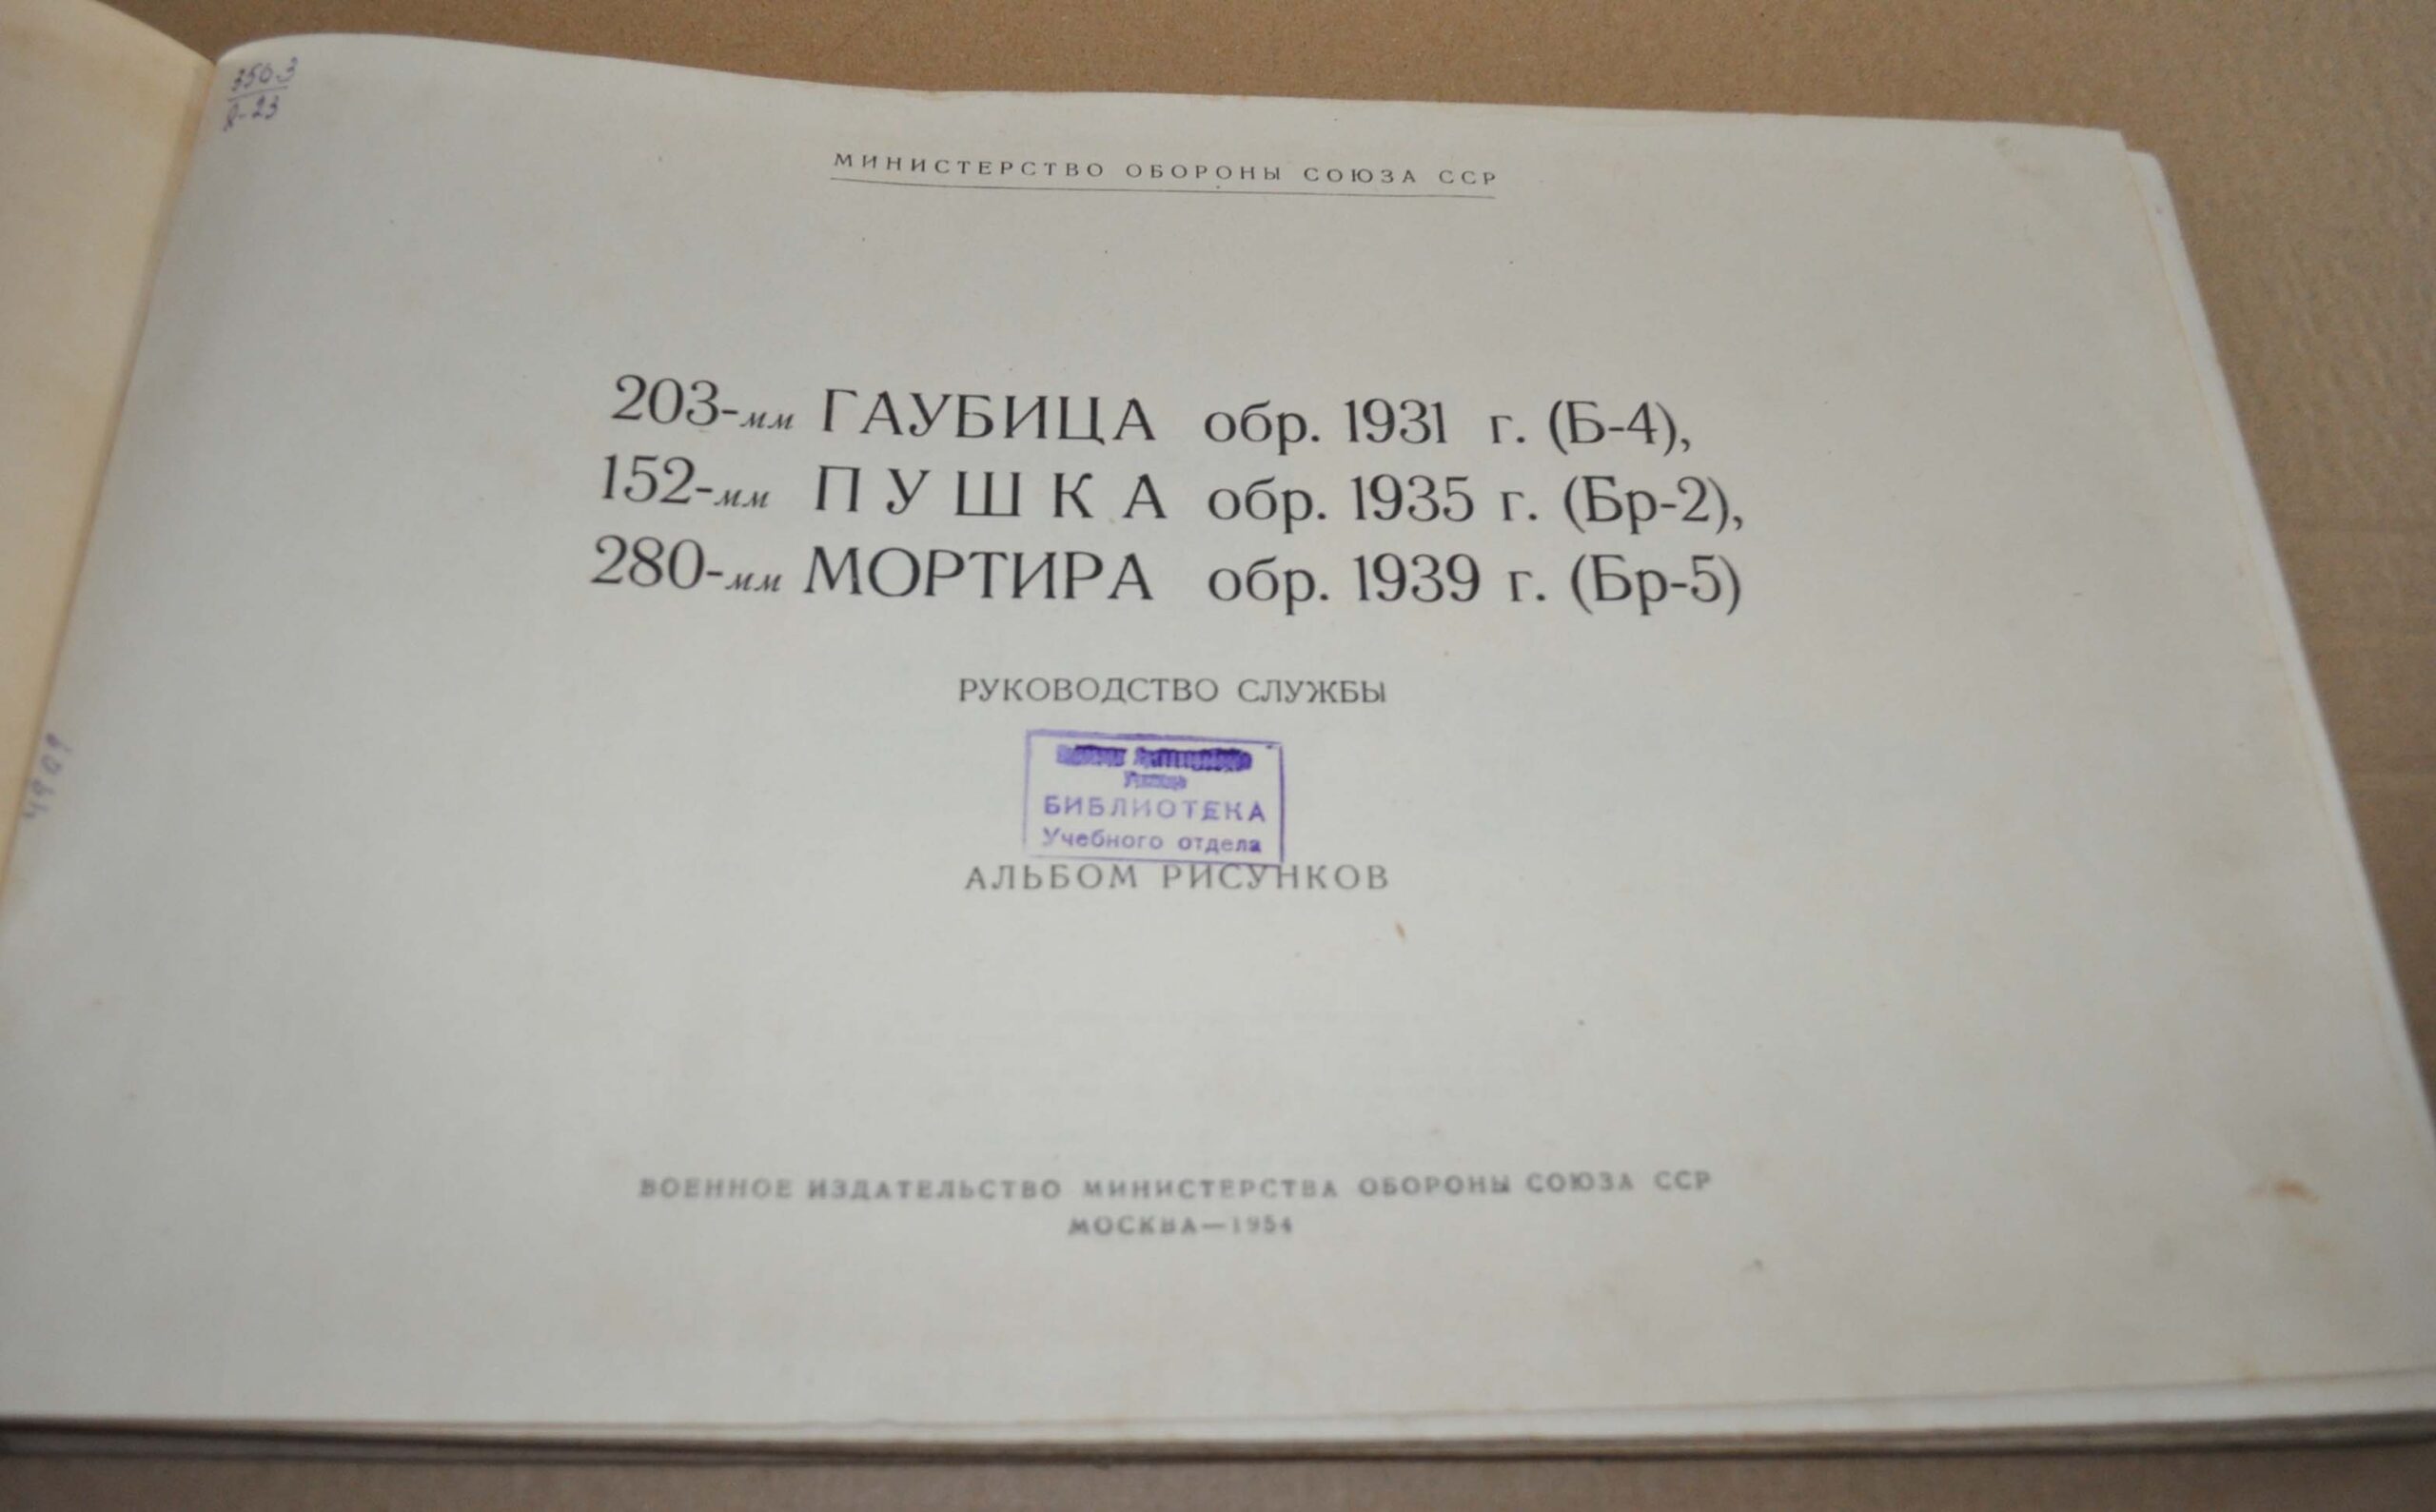 МИНИСТЕРСТВО ОБОРОНЫ СОЮЗА ССР
203-мм ГАУБИЦА обр. 1931 г. (Б-4),
152-мм ПУШКА обр. 1935 г. (Бр-2),
280-мм МОРТИРА обр. 1939 г. (Бр-5)
РУКОВОДСТВО СЛУЖБЫ
БИБЛИОТЕКА
Учебного отдела
АЛЬБОМ РИСУНКОВ
ВОЕННОЕ ИЗДАТЕЛЬСТВО МИНИСТЕРСТВА ОБОРОНЫ СОЮЗА ССР
МОСКВА—1954